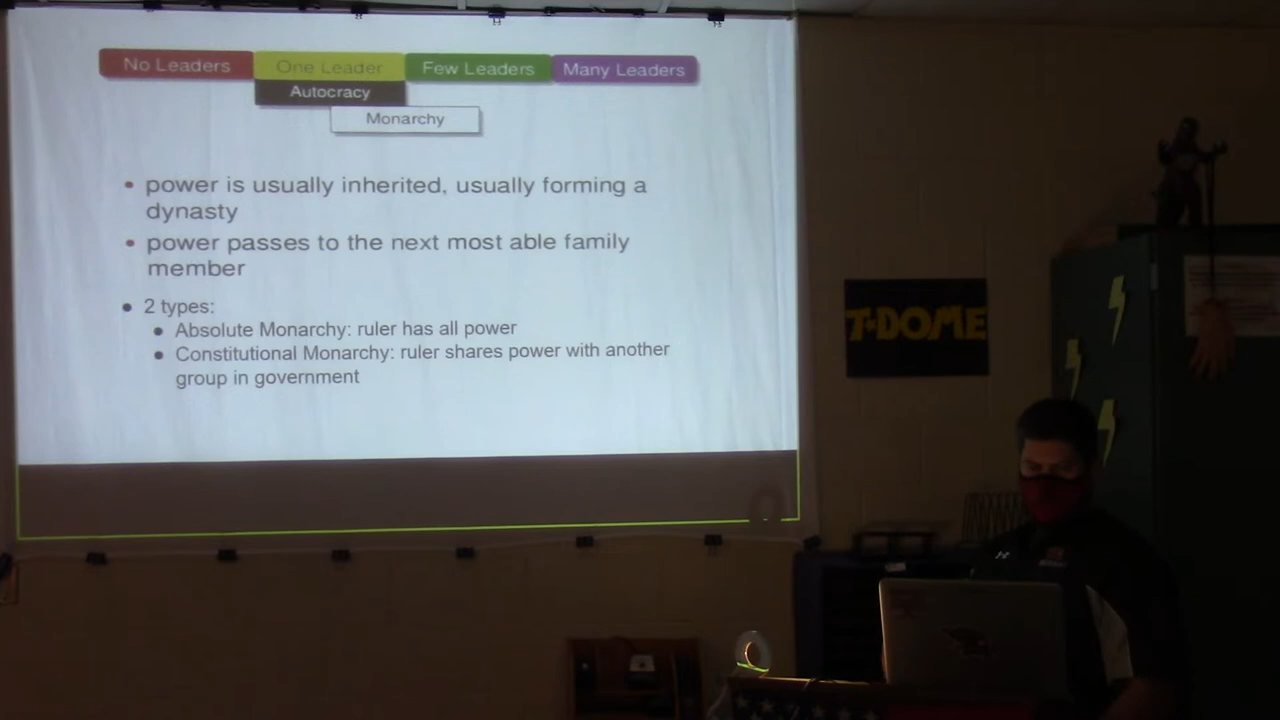 No Leaders
One Leader
Few Leaders
Many Leaders
Autocracy
Monarchy
• power is usually inherited, usually forming a
dynasty
• power passes to the next most able family
member
• 2 types:
• Absolute Monarchy: ruler has all power
• Constitutional Monarchy: ruler shares power with another
group in government
T-DOME